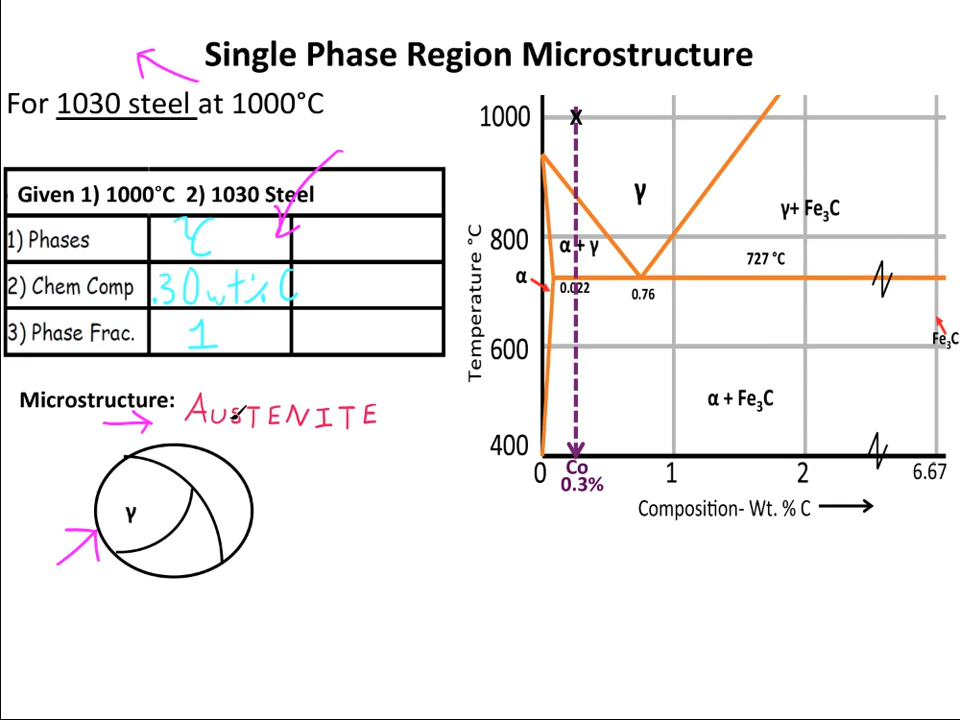 Single Phase Region Microstructure
For 1030 steel at 1000°C
Given 1) 1000°C 2) 1030 Steel
1) Phases
2) Chem Comp .30 wt% C
3) Phase Frac. 1
Microstructure: AUSTENITE
γ
1000
X
γ
γ+ Fe₃C
800
α + γ
727 °C
α
0.022
0.76
Temperature °C
600
Fe₃C
α + Fe₃C
400
0
Co
0.3%
1
2
6.67
Composition- Wt. % C